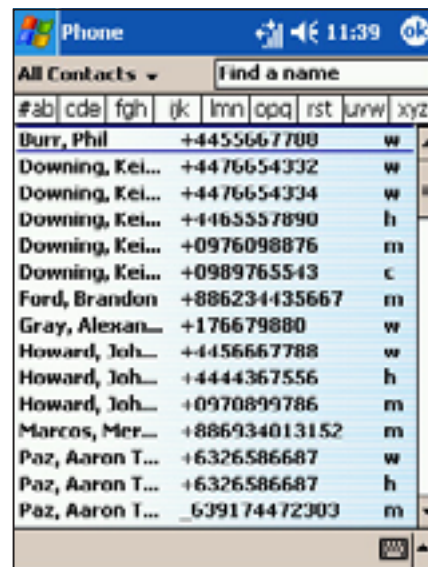 Phone 11:39 ok
All Contacts Find a name
#ab cde fgh ijk lmn opq rst uvw xyz
Burr, Phil +4455667788 w
Downing, Kei... +4476654332 w
Downing, Kei... +4476654334 w
Downing, Kei... +4465557890 h
Downing, Kei... +0976098876 m
Downing, Kei... +0989765543 c
Ford, Brandon +886234435667 m
Gray, Alexan... +176679880 w
Howard, Joh... +4456667788 w
Howard, Joh... +4444367556 h
Howard, Joh... +0970899786 m
Marcos, Mer... +886934013152 m
Paz, Aaron T... +6326586687 w
Paz, Aaron T... +6326586687 h
Paz, Aaron T... _639174472303 m